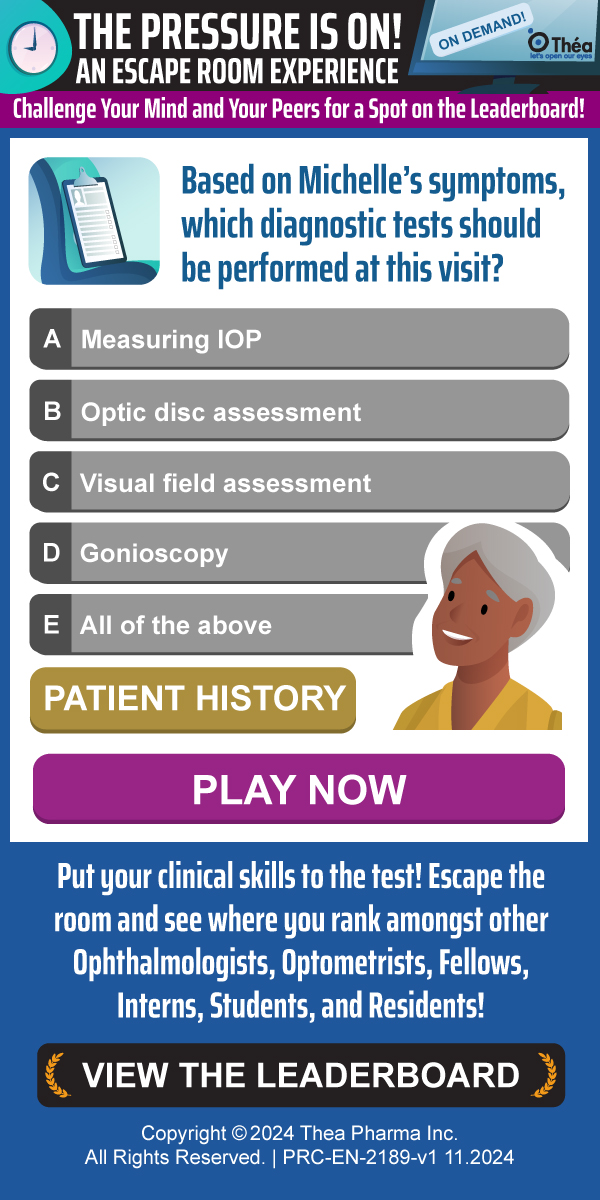 THE PRESSURE IS ON!
AN ESCAPE ROOM EXPERIENCE
ON DEMAND!
Théa
let's open our eyes
Challenge Your Mind and Your Peers for a Spot on the Leaderboard!
Based on Michelle's symptoms,
which diagnostic tests should
be performed at this visit?
A Measuring IOP
B Optic disc assessment
C Visual field assessment
D Gonioscopy
E All of the above
PATIENT HISTORY
PLAY NOW
Put your clinical skills to the test! Escape the
room and see where you rank amongst other
Ophthalmologists, Optometrists, Fellows,
Interns, Students, and Residents!
VIEW THE LEADERBOARD
Copyright © 2024 Thea Pharma Inc.
All Rights Reserved. | PRC-EN-2189-v1 11.2024